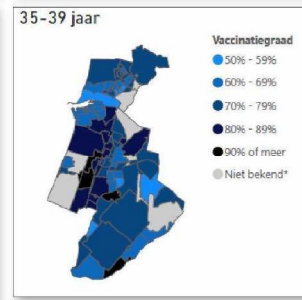 35-39 jaar
Vaccinatiegraad
50% - 59%
60% - 69%
70% - 79%
80% - 89%
90% of meer
Niet bekend*